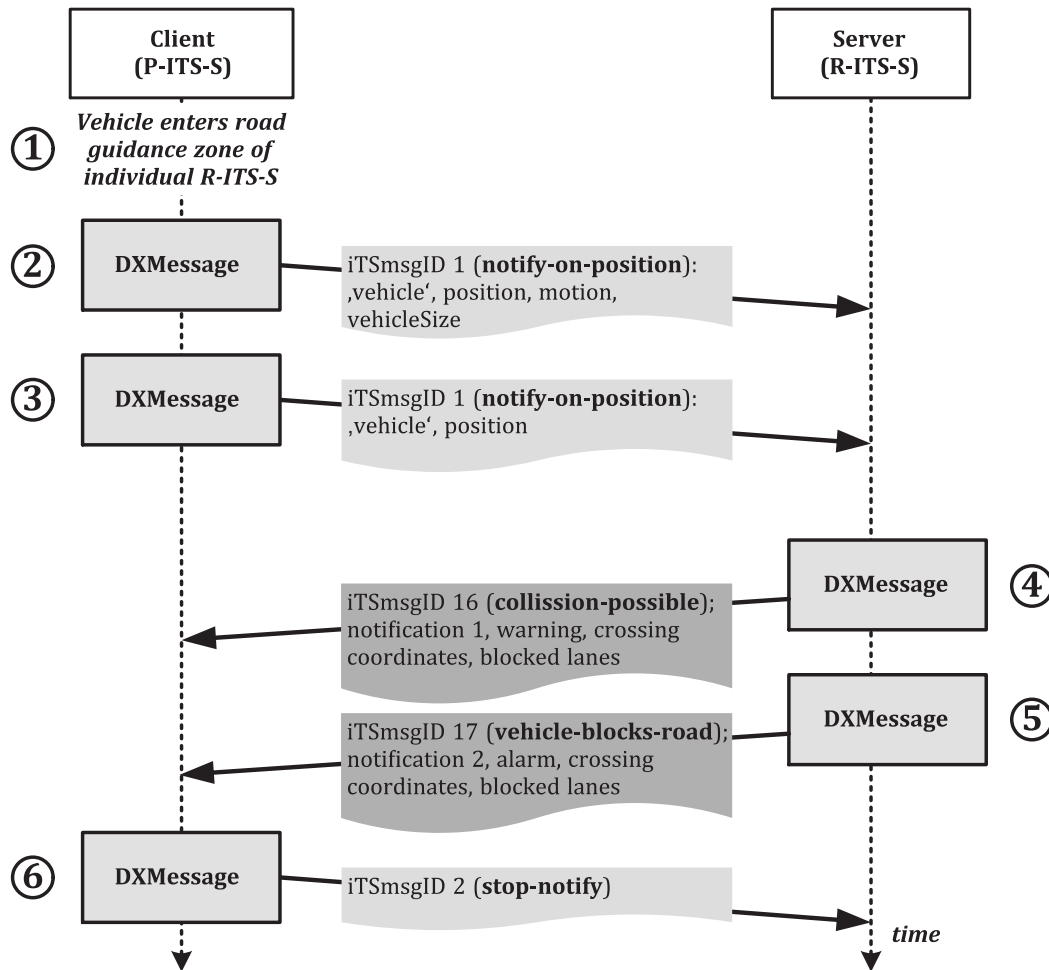 Client
(P-ITS-S)
Server
(R-ITS-S)
① Vehicle enters road
guidance zone of
individual R-ITS-S
② DXMessage
iTSmsgID 1 (notify-on-position):
‚vehicle‘, position, motion,
vehicleSize
③ DXMessage
iTSmsgID 1 (notify-on-position):
‚vehicle‘, position
DXMessage ④
iTSmsgID 16 (collission-possible);
notification 1, warning, crossing
coordinates, blocked lanes
DXMessage ⑤
iTSmsgID 17 (vehicle-blocks-road);
notification 2, alarm, crossing
coordinates, blocked lanes
⑥ DXMessage
iTSmsgID 2 (stop-notify)
time